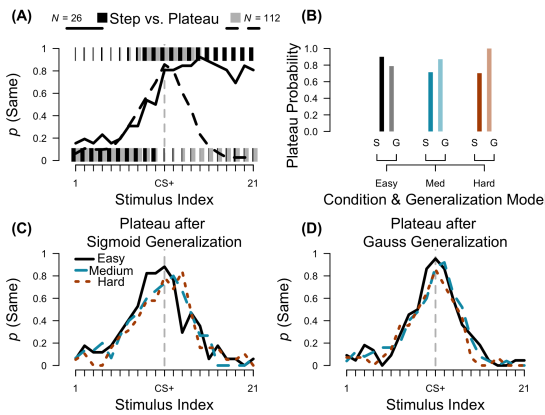 (A)
N = 26
Step vs. Plateau
N = 112
p (Same)
1
0.8
0.6
0.4
0.2
0
1
CS+
21
Stimulus Index
(B)
Plateau Probability
1.0
0.8
0.6
0.4
0.2
0.0
S G S G S G
Easy Med Hard
Condition & Generalization Mode
(C)
Plateau after
Sigmoid Generalization
Easy
Medium
Hard
p (Same)
1
0.8
0.6
0.4
0.2
0
1
CS+
21
Stimulus Index
(D)
Plateau after
Gauss Generalization
p (Same)
1
0.8
0.6
0.4
0.2
0
1
CS+
21
Stimulus Index